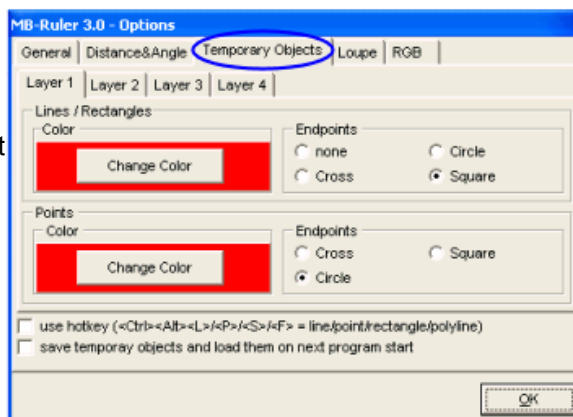 MB-Ruler 3.0 - Options
General Distance&Angle Temporary Objects Loupe RGB
Layer 1 Layer 2 Layer 3 Layer 4
Lines / Rectangles
Color
Change Color
Endpoints
none Circle
Cross Square
t
Points
Color
Change Color
Endpoints
Cross Square
Circle
use hotkey (<Ctrl><Alt><L>/<P>/<S>/<F> = line/point/rectangle/polyline)
save temporay objects and load them on next program start
OK